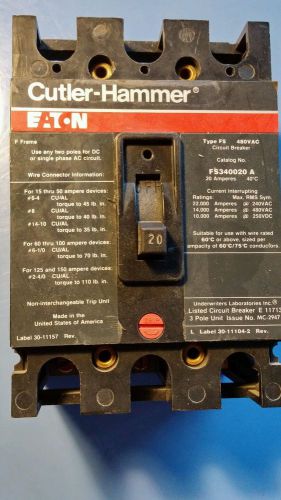 Cutler-Hammer®
EATON
F Frame
Use any two poles for DC
or single phase AC circuit.
Wire Connector Information:
For 15 thru 50 ampere devices:
#6-4 CU/AL
torque to 45 lb. in.
#8 CU/AL
torque to 40 lb. in.
#14-10 CU/AL
torque to 35 lb. in.
For 60 thru 100 ampere devices:
#6-1/0 CU/AL
For 125 and 150 ampere devices:
#2-4/0 CU/AL
torque to 110 lb. in.
Non-interchangeable Trip Unit
Made in the
United States of America
Label 30-11157 Rev.
20
Type FS 480VAC
Circuit Breaker
Catalog No.
FS340020 A
20 Amperes 40°C
Current interrupting
Ratings: Max. RMS Sym.
22,000 Amperes @ 240VAC
14,000 Amperes @ 480VAC
10,000 Amperes @ 250VDC
Suitable for use with wire rated
60°C or above, sized per
ampacity of 60°C/75°C conductors
Underwriters Laboratories Inc.®
Listed Circuit Breaker E 11713
3 Pole Unit Issue No. MC-2947
L Label 30-11104-2 Rev.